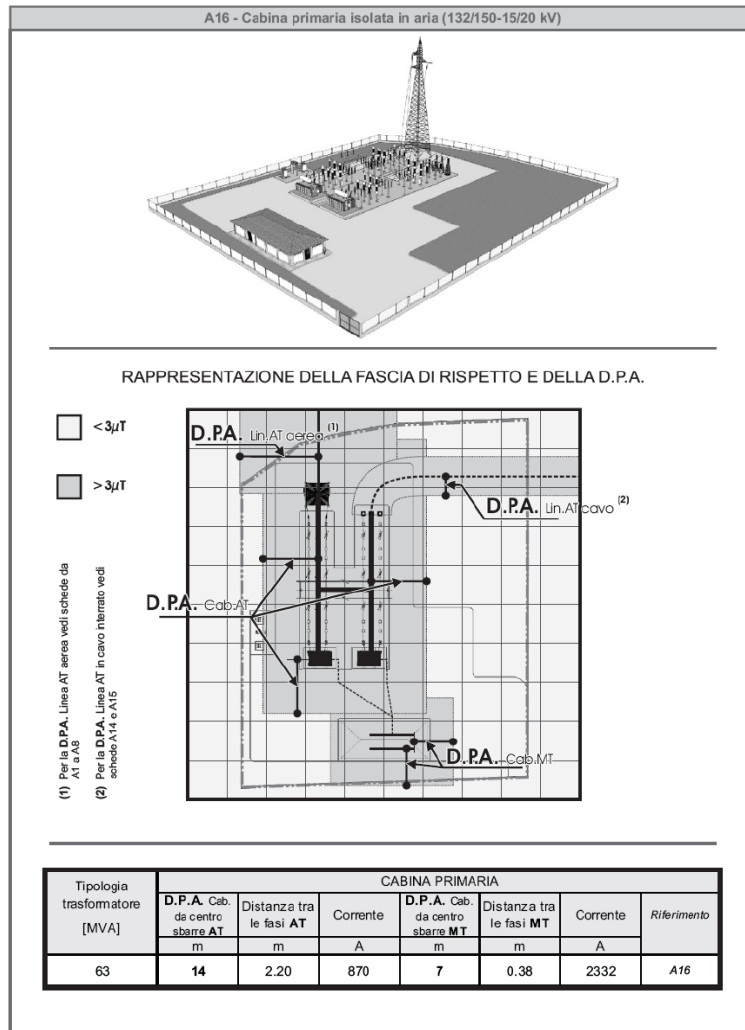 A16 - Cabina primaria isolata in aria (132/150-15/20 kV)
RAPPRESENTAZIONE DELLA FASCIA DI RISPETTO E DELLA D.P.A.
< 3µT
> 3µT
D.P.A. Lin.AT aerea (1)
D.P.A. Lin.AT cavo (2)
D.P.A. Cab.AT
D.P.A. Cab.MT
(1) Per la D.P.A. Linea AT aerea vedi schede da
A1 a A8
(2) Per la D.P.A. Linea AT in cavo interrato vedi
schede A14 e A15
Tipologia
trasformatore
[MVA]
CABINA PRIMARIA
D.P.A. Cab.
da centro
sbarre AT
Distanza tra
le fasi AT
Corrente
D.P.A. Cab.
da centro
sbarre MT
Distanza tra
le fasi MT
Corrente
Riferimento
m m A m m A
63 14 2.20 870 7 0.38 2332 A16